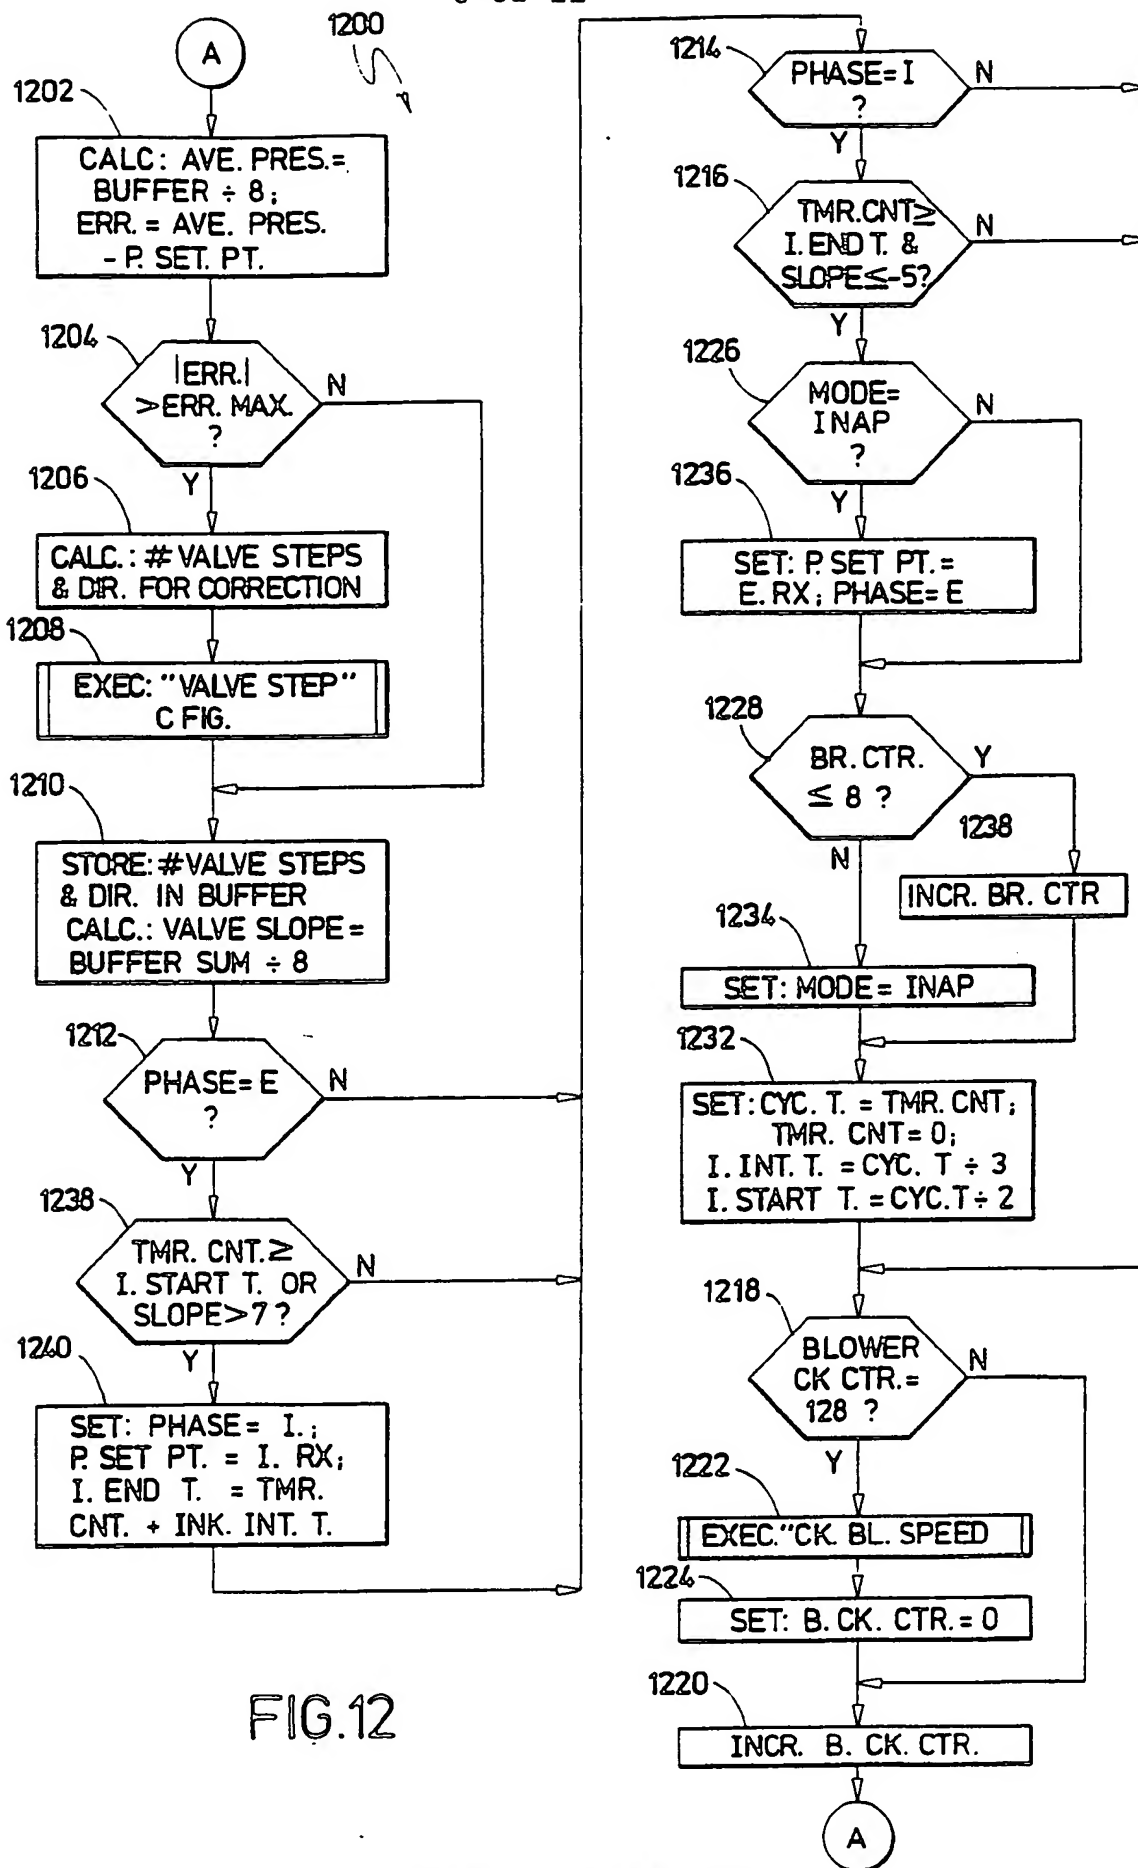 A
1200
1202
CALC: AVE. PRES.=
BUFFER ÷ 8;
ERR. = AVE. PRES.
- P. SET. PT.
1204
|ERR.|
>ERR. MAX.
?
N
Y
1206
CALC.: # VALVE STEPS
& DIR. FOR CORRECTION
1208
EXEC: "VALVE STEP"
C FIG.
1210
STORE: #VALVE STEPS
& DIR. IN BUFFER
CALC.: VALVE SLOPE =
BUFFER SUM ÷ 8
1212
PHASE= E
?
N
Y
1238
TMR. CNT.≥
I. START T. OR
SLOPE>7 ?
N
Y
1240
SET: PHASE= I.;
P. SET PT. = I. RX;
I. END T. = TMR.
CNT. + INK. INT. T.
FIG.12
1214
PHASE= I
?
N
Y
1216
TMR.CNT≥
I. END T. &
SLOPE≤-5?
N
Y
1226
MODE=
INAP
?
N
Y
1236
SET: P. SET PT.=
E. RX; PHASE= E
1228
BR. CTR.
≤ 8 ?
Y
N
1238
INCR. BR. CTR
1234
SET: MODE= INAP
1232
SET: CYC. T. = TMR. CNT;
TMR. CNT= 0;
I. INT. T. = CYC. T ÷ 3
I. START T. = CYC.T ÷ 2
1218
BLOWER
CK CTR.=
128 ?
N
Y
1222
EXEC."CK. BL. SPEED
1224
SET: B. CK. CTR.= 0
1220
INCR. B. CK. CTR.
A